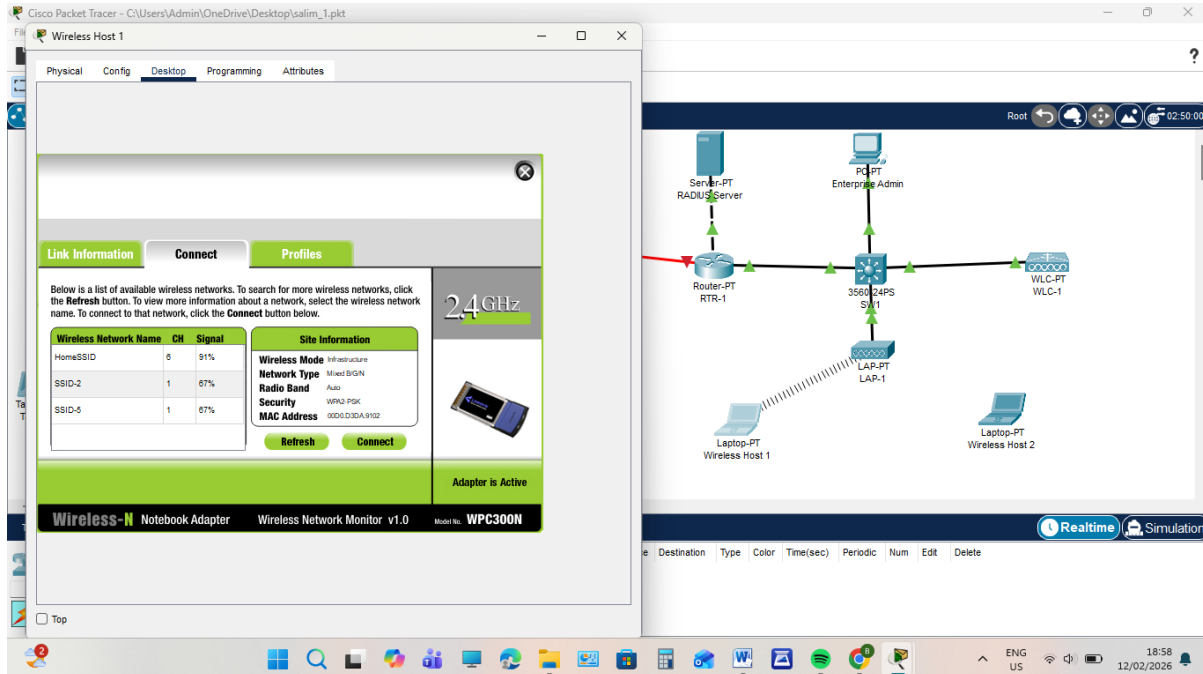 Cisco Packet Tracer - C:\Users\Admin\OneDrive\Desktop\salim_1.pkt
Wireless Host 1
Physical Config Desktop Programming Attributes
?
Root 02:50:00
Link Information Connect Profiles
Below is a list of available wireless networks. To search for more wireless networks, click
the Refresh button. To view more information about a network, select the wireless network
name. To connect to that network, click the Connect button below.
2.4GHz
Wireless Network Name CH Signal
HomeSSID 6 91%
SSID-2 1 67%
SSID-5 1 67%
Site Information
Wireless Mode Infrastructure
Network Type Mixed B/G/N
Radio Band Auto
Security WPA2-PSK
MAC Address 00D0.D3DA.9102
Refresh Connect
Adapter is Active
Wireless-N Notebook Adapter Wireless Network Monitor v1.0 Model No. WPC300N
Top
Server-PT
RADIUS Server
PC-PT
Enterprise Admin
Router-PT
RTR-1
3560-24PS
SW1
WLC-PT
WLC-1
LAP-PT
LAP-1
Laptop-PT
Wireless Host 1
Laptop-PT
Wireless Host 2
Realtime Simulation
Destination Type Color Time(sec) Periodic Num Edit Delete
2
ENG
US
18:58
12/02/2026